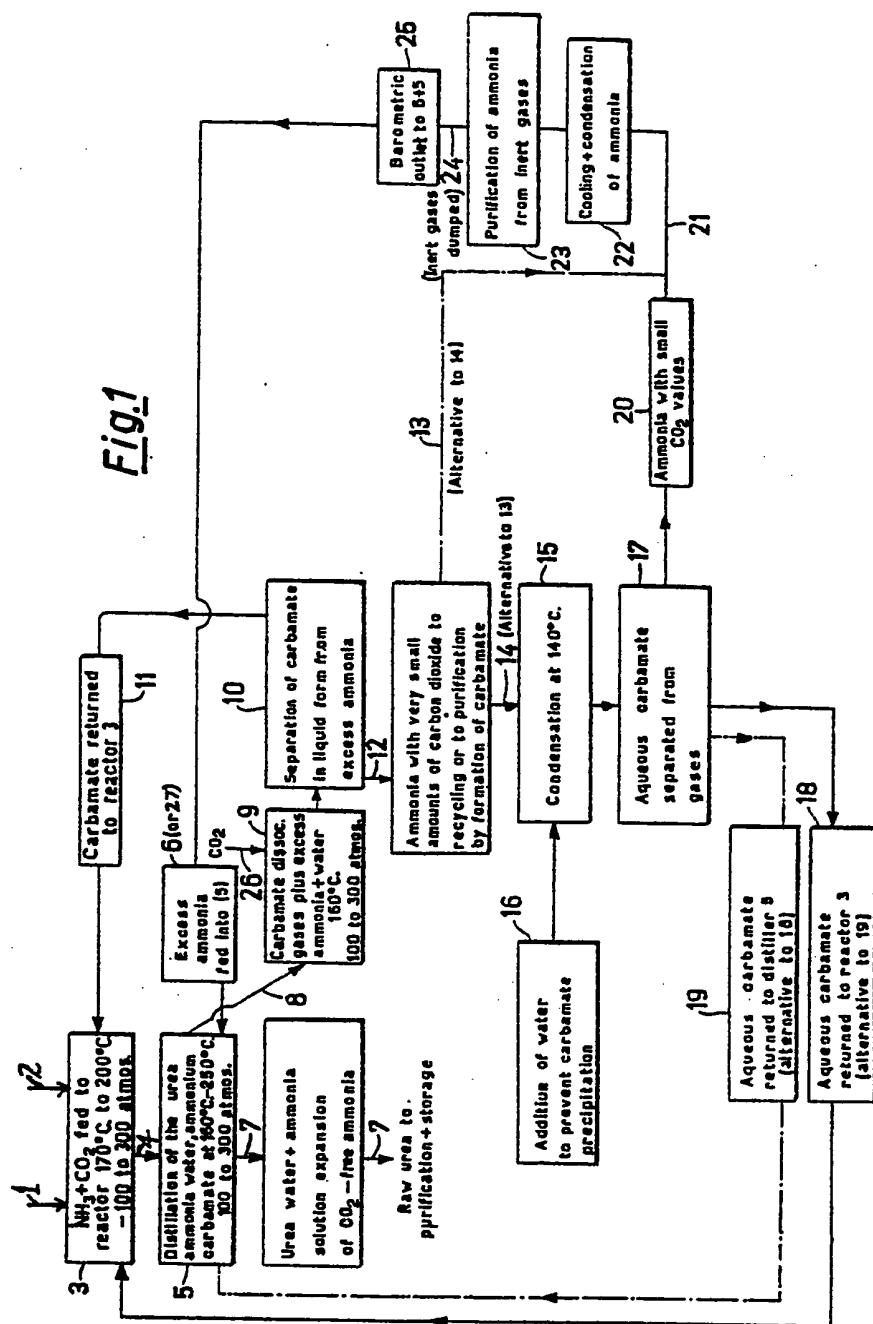 Fig.1
1
2
NH3+CO2 fed to
reactor 170°C. to 200°C
-100 to 300 atmos.
3
4
Distillation of the urea
ammonia water, ammonium
carbamate at 160°C.-250°C.
100 to 300 atmos.
5
7
Urea water+ ammonia
solution expansion
of CO2 -free ammonia
7
Raw urea to
purification + storage
6 (or 27)
Excess
ammonia
fed into (5)
8
Carbamate returned
to reactor 3
11
CO2
26
9
Carbamate dissoc.
gases plus excess
ammonia+water
160°C.
100 to 300 atmos.
10
Separation of carbamate
in liquid form from
excess ammonia
12
Ammonia with very small
amounts of carbon dioxide to
recycling or to purification
by formation of carbamate
13
(Alternative to 14)
14 (Alternative to 13)
15
Condensation at 140°C.
16
Addition of water
to prevent carbamate
precipitation
17
Aqueous carbamate
separated from
gases
18
Aqueous carbamate
returned to reactor 3
(alternative to 19)
19
Aqueous carbamate
returned to distiller 5
(alternative to 18)
20
Ammonia with small
CO2 values
21
22
Cooling+condensation
of ammonia
23
Purification of ammonia
from inert gases
24
(Inert gases
dumped)
25
Barometric
outlet to 6+5